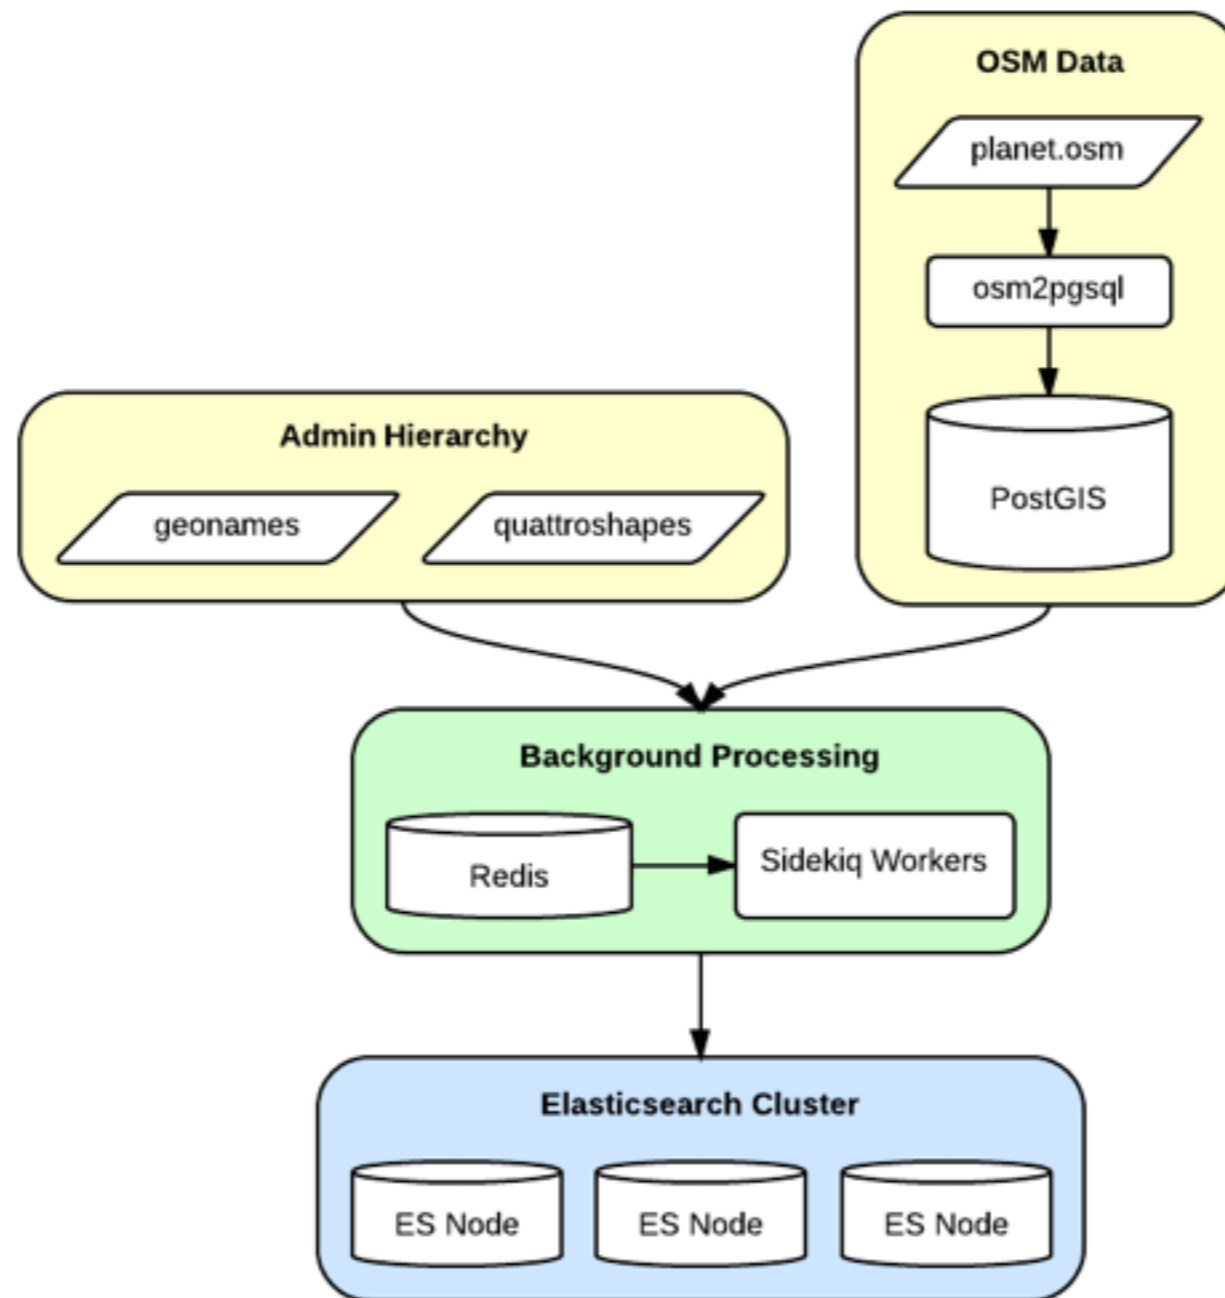 OSM Data
planet.osm
osm2pgsql
PostGIS
Admin Hierarchy
geonames
quattroshapes
Background Processing
Redis
Sidekiq Workers
Elasticsearch Cluster
ES Node
ES Node
ES Node